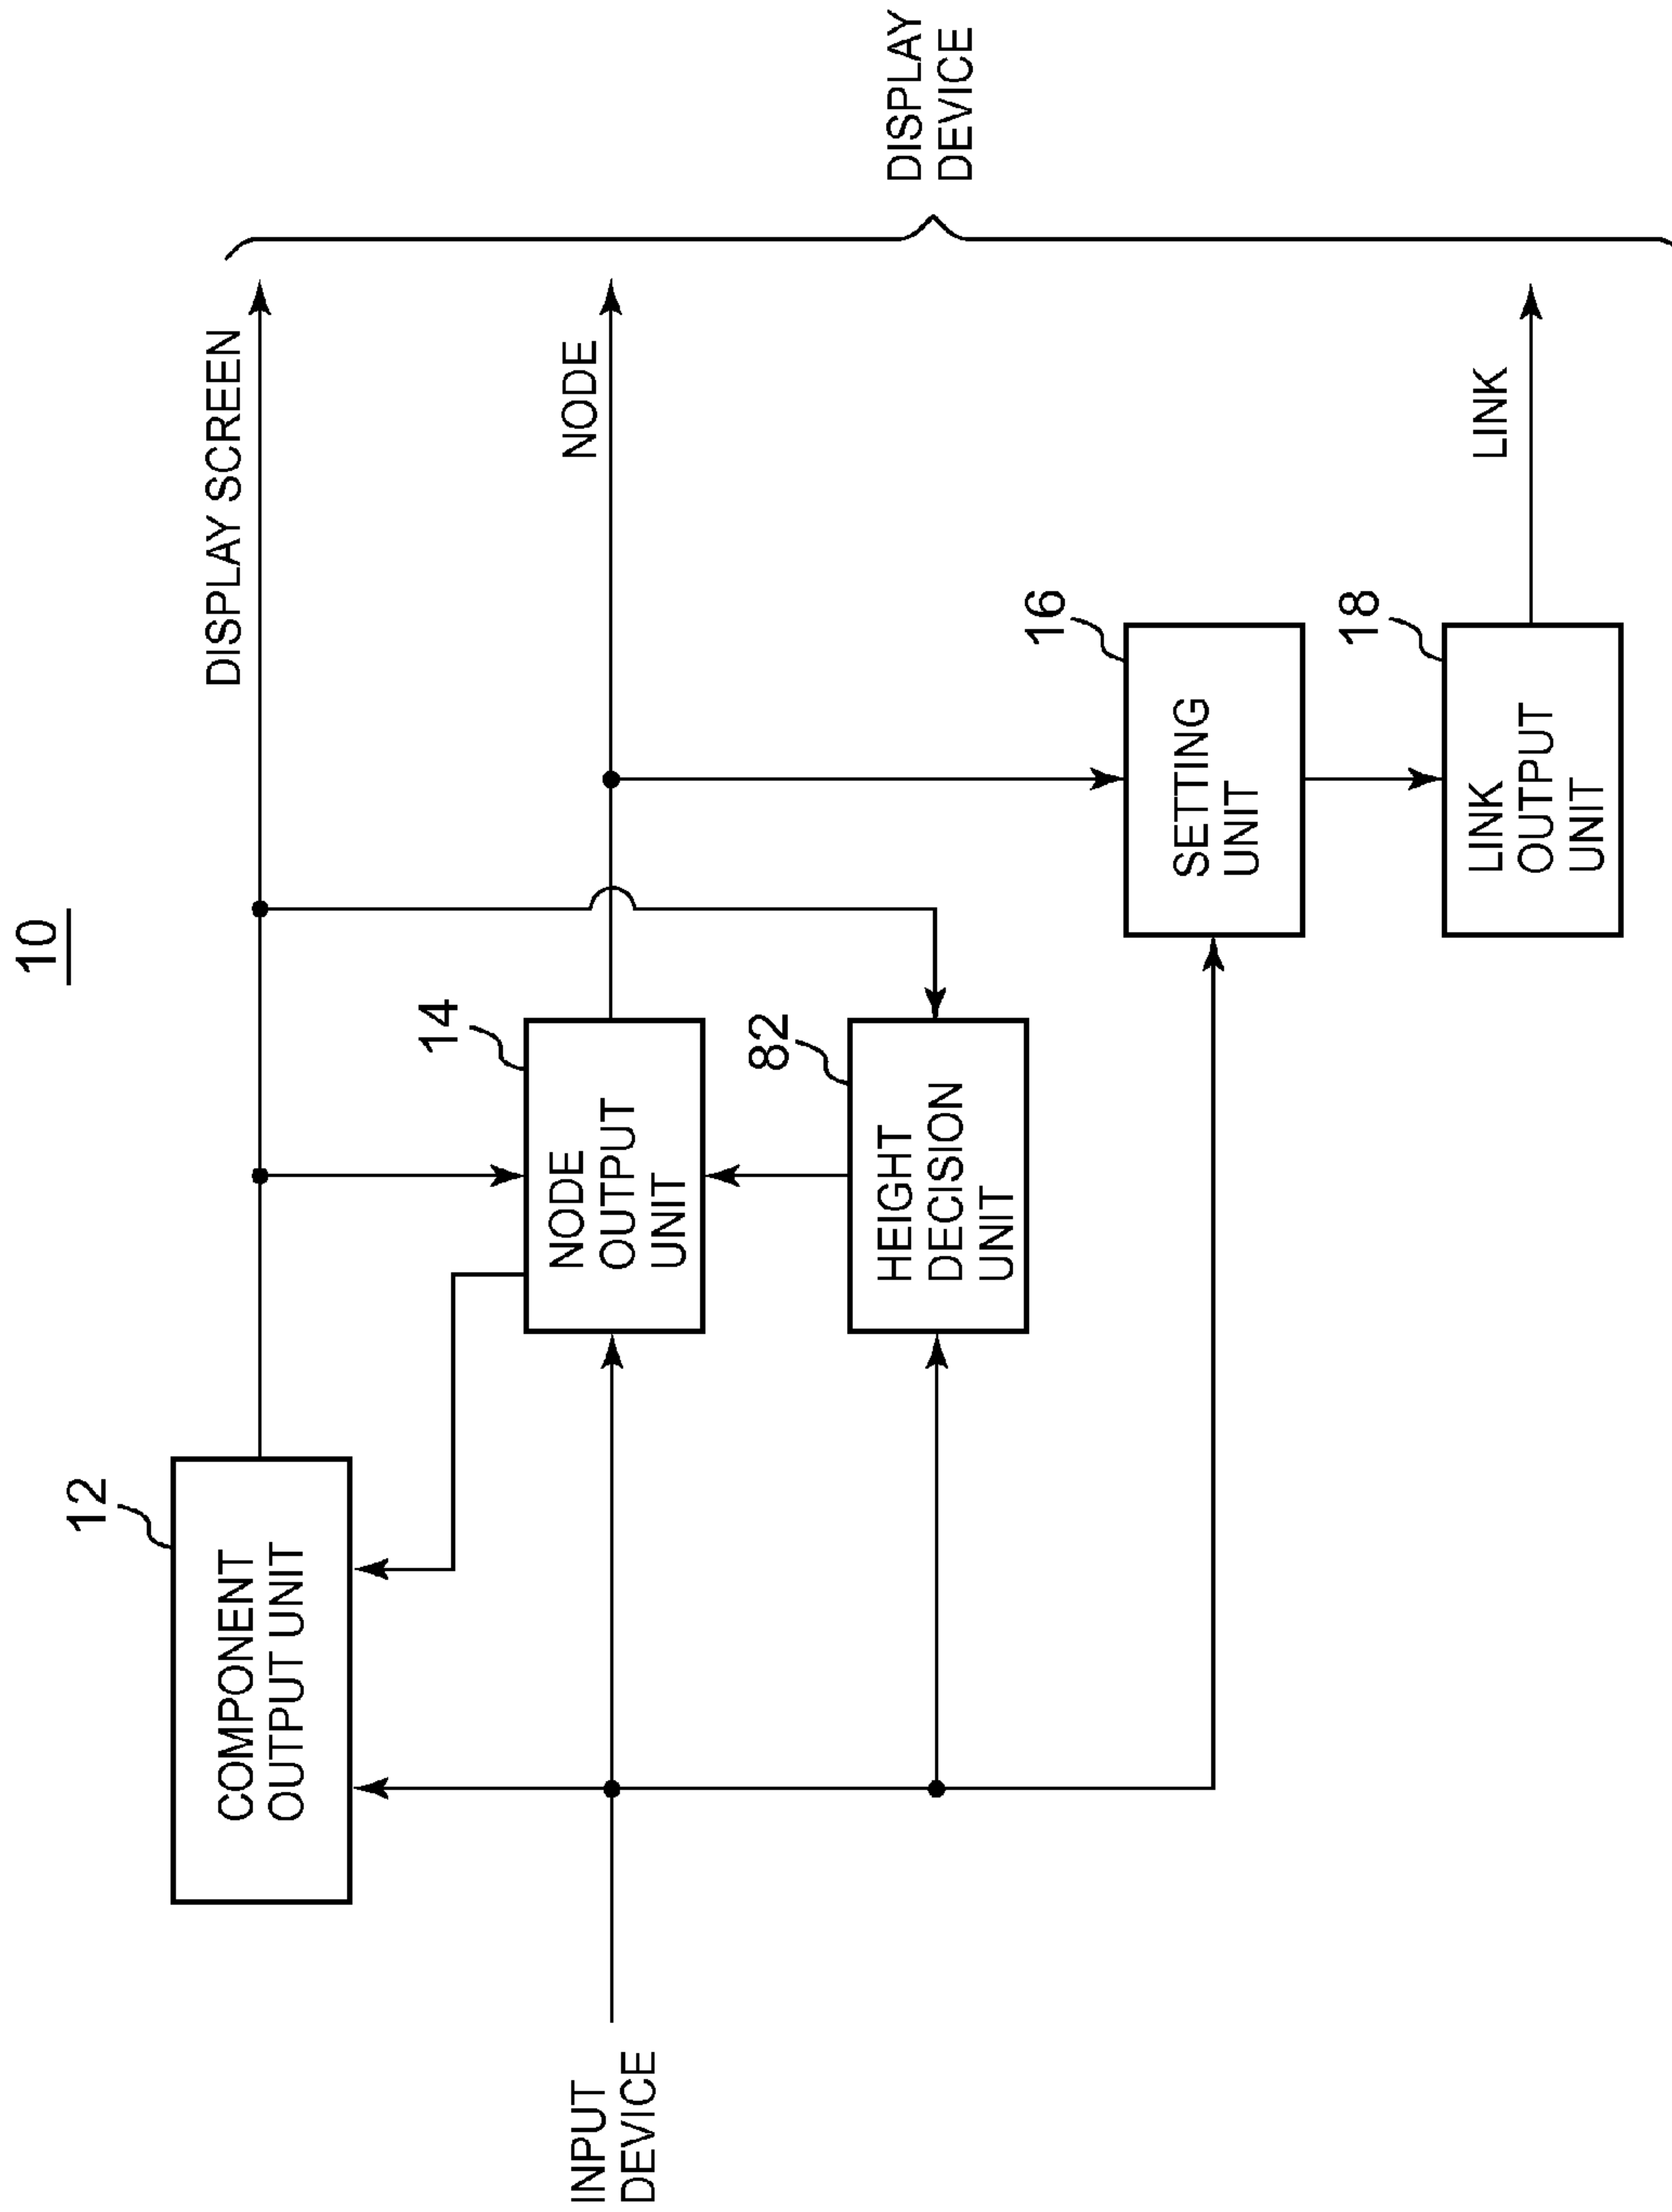 10
12
COMPONENT
OUTPUT UNIT
DISPLAY SCREEN
INPUT
DEVICE
14
NODE
OUTPUT
UNIT
NODE
82
HEIGHT
DECISION
UNIT
DISPLAY
DEVICE
16
SETTING
UNIT
18
LINK
OUTPUT
UNIT
LINK